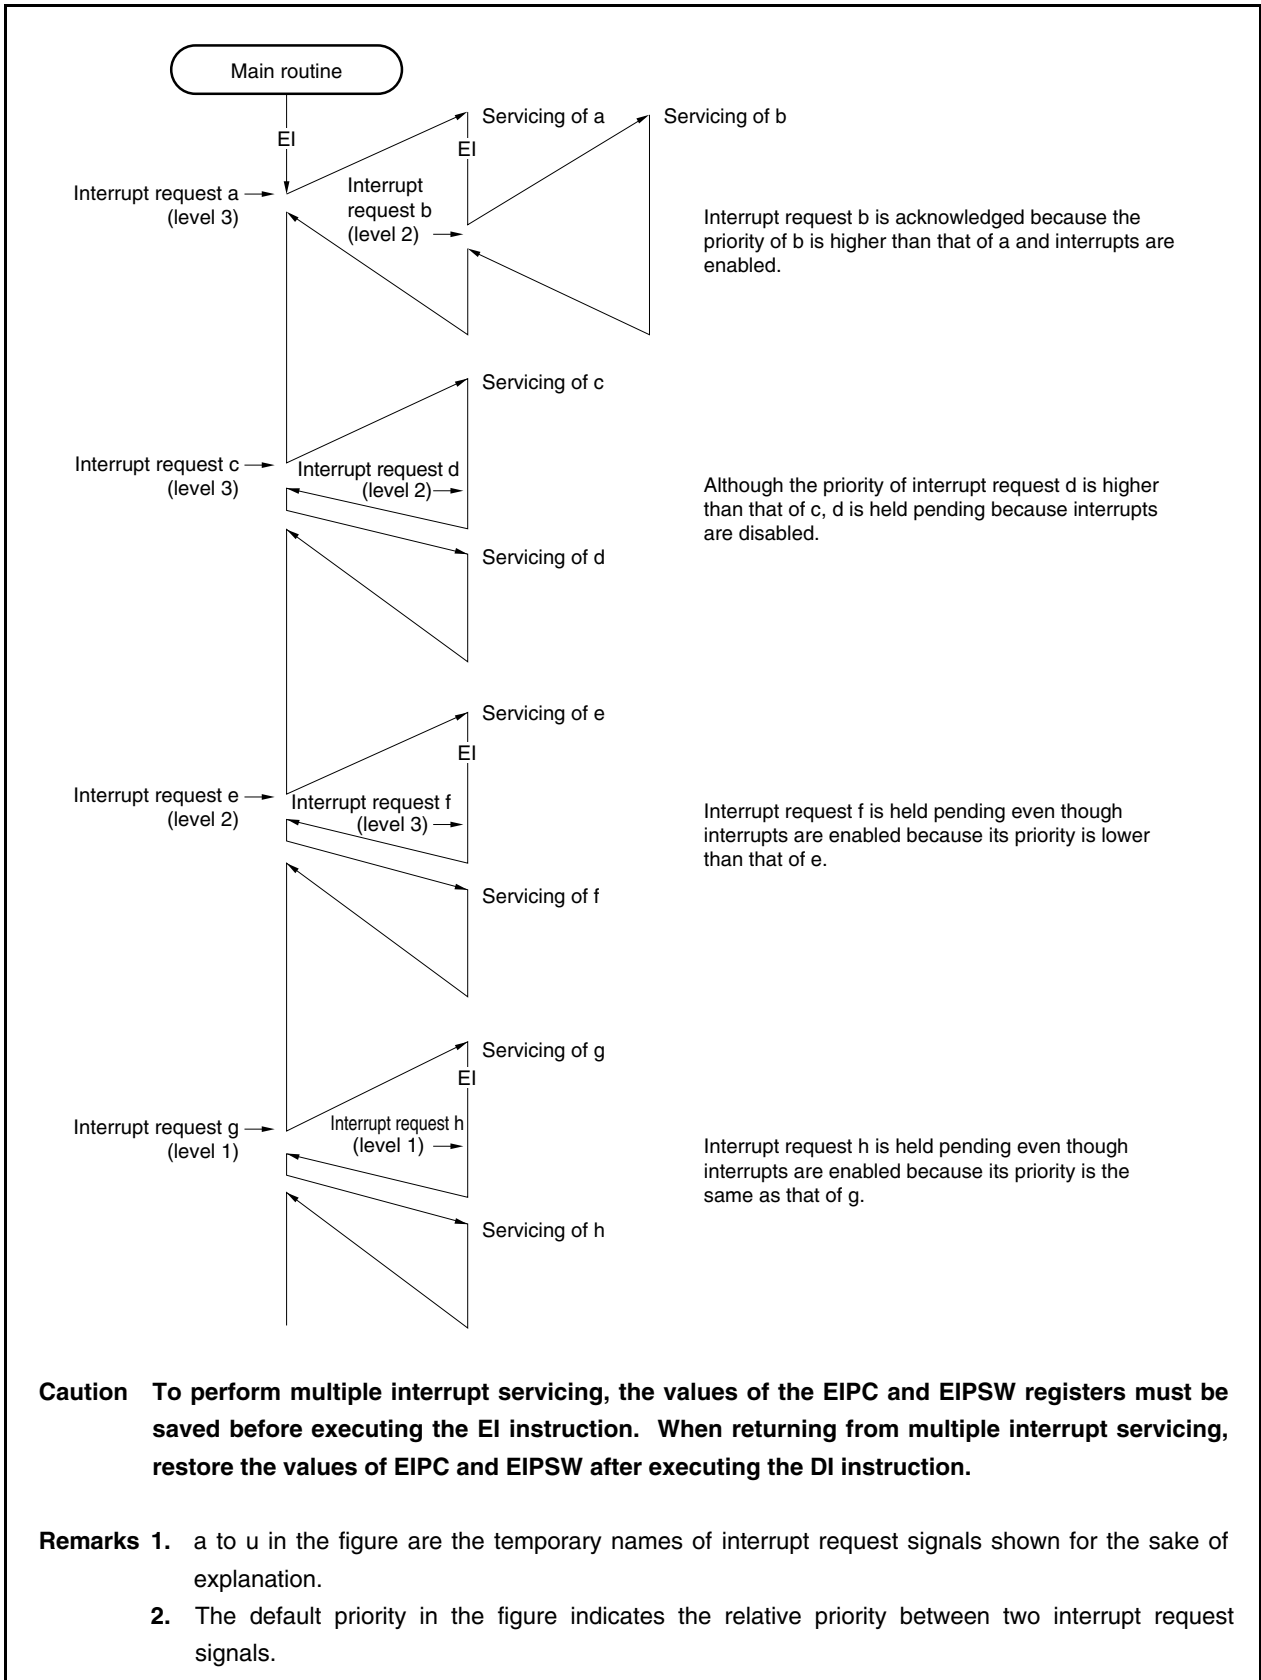 Main routine
EI
Servicing of a
Servicing of b
EI
Interrupt request a
(level 3)
Interrupt
request b
(level 2)
Interrupt request b is acknowledged because the
priority of b is higher than that of a and interrupts are
enabled.
Servicing of c
Interrupt request c
(level 3)
Interrupt request d
(level 2)
Although the priority of interrupt request d is higher
than that of c, d is held pending because interrupts
are disabled.
Servicing of d
Servicing of e
EI
Interrupt request e
(level 2)
Interrupt request f
(level 3)
Interrupt request f is held pending even though
interrupts are enabled because its priority is lower
than that of e.
Servicing of f
Servicing of g
EI
Interrupt request g
(level 1)
Interrupt request h
(level 1)
Interrupt request h is held pending even though
interrupts are enabled because its priority is the
same as that of g.
Servicing of h
Caution To perform multiple interrupt servicing, the values of the EIPC and EIPSW registers must be
saved before executing the EI instruction. When returning from multiple interrupt servicing,
restore the values of EIPC and EIPSW after executing the DI instruction.
Remarks 1. a to u in the figure are the temporary names of interrupt request signals shown for the sake of
explanation.
2. The default priority in the figure indicates the relative priority between two interrupt request
signals.